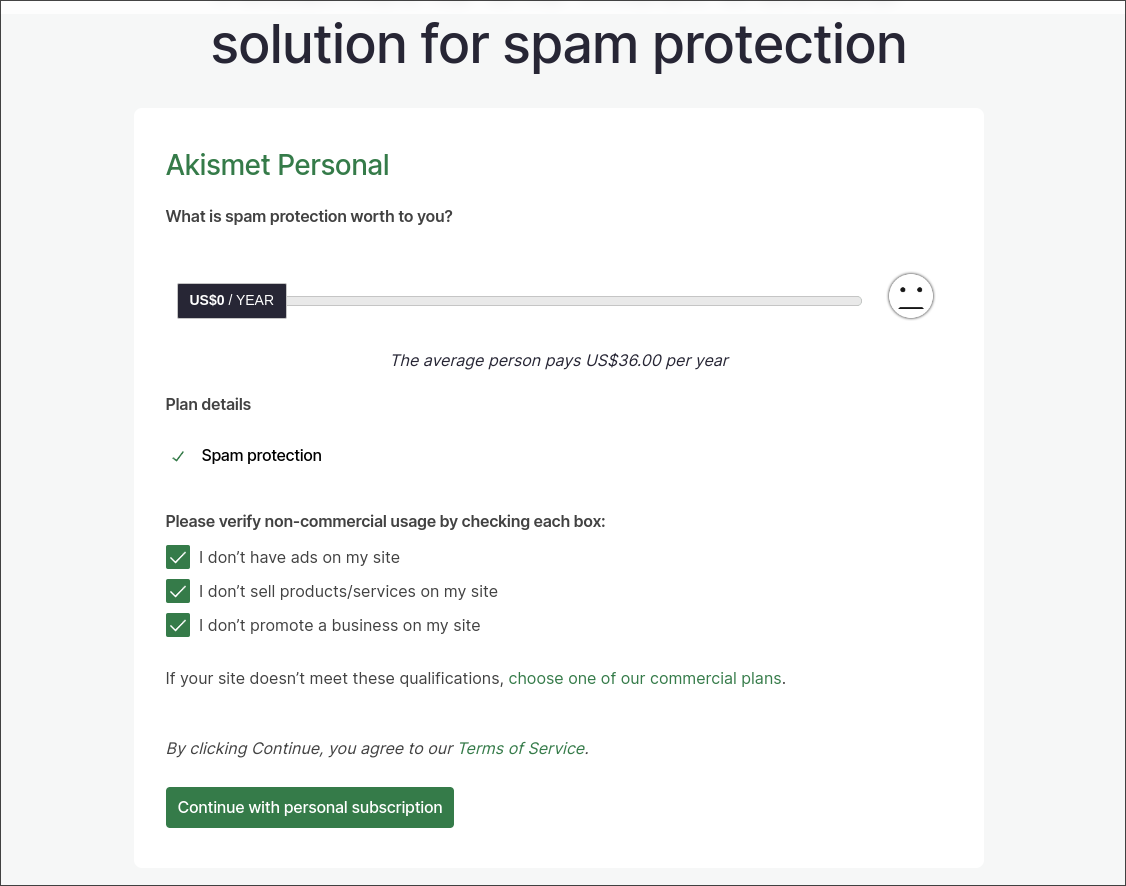 solution for spam protection
Akismet Personal
What is spam protection worth to you?
US$0 / YEAR
The average person pays US$36.00 per year
Plan details
Spam protection
Please verify non-commercial usage by checking each box:
I don’t have ads on my site
I don’t sell products/services on my site
I don’t promote a business on my site
If your site doesn’t meet these qualifications, choose one of our commercial plans.
By clicking Continue, you agree to our Terms of Service.
Continue with personal subscription